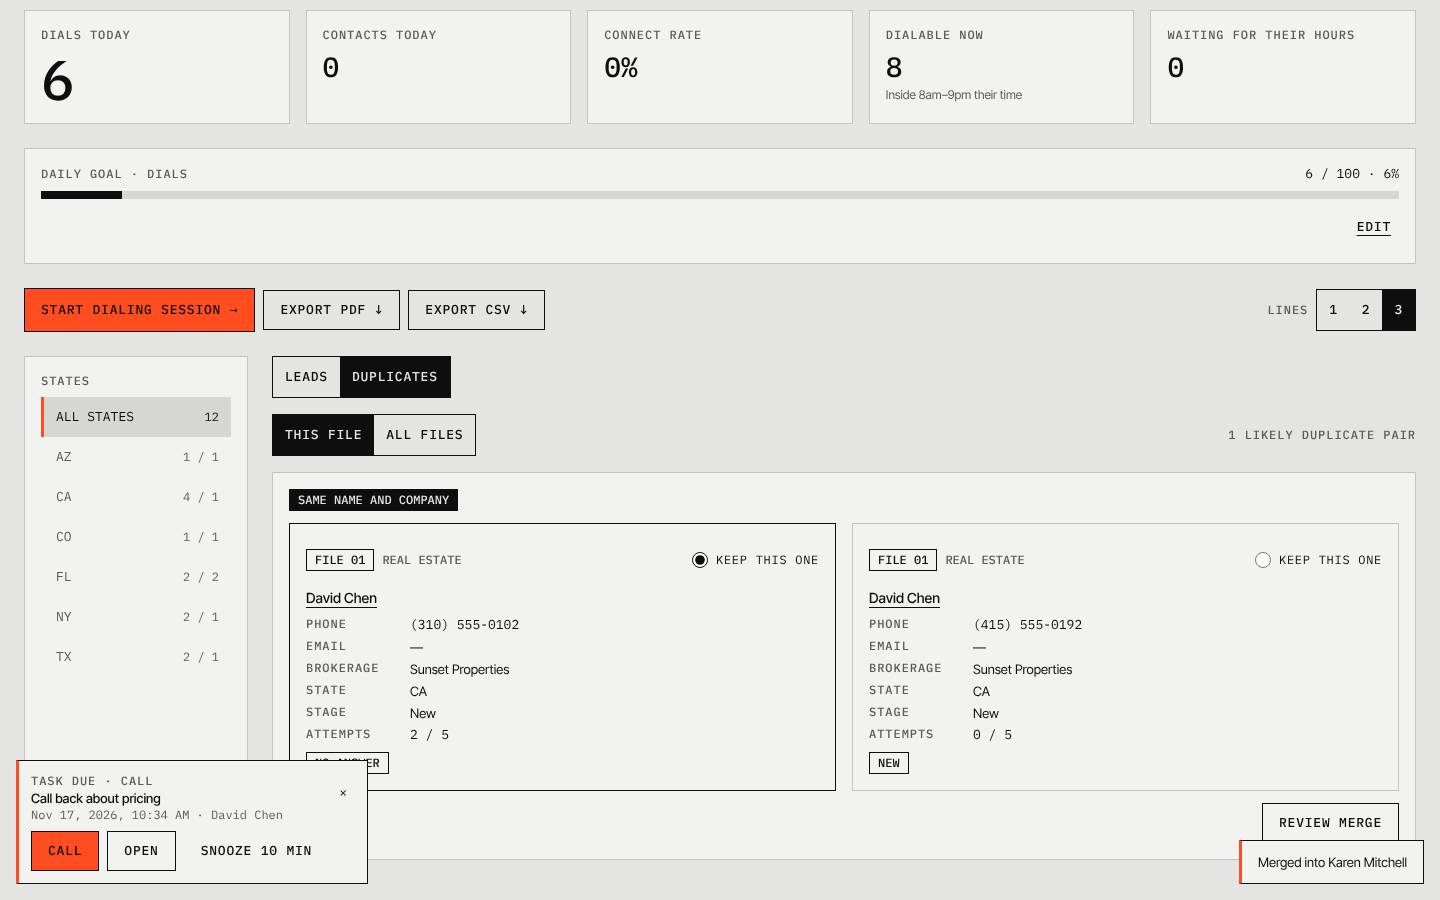 DIALS TODAY
6
CONTACTS TODAY
0
CONNECT RATE
0%
DIALABLE NOW
8
Inside 8am–9pm their time
WAITING FOR THEIR HOURS
0
DAILY GOAL · DIALS
6 / 100 · 6%
EDIT
START DIALING SESSION →
EXPORT PDF ↓
EXPORT CSV ↓
LINES
1
2
3
STATES
ALL STATES 12
AZ 1 / 1
CA 4 / 1
CO 1 / 1
FL 2 / 2
NY 2 / 1
TX 2 / 1
LEADS
DUPLICATES
THIS FILE
ALL FILES
1 LIKELY DUPLICATE PAIR
SAME NAME AND COMPANY
FILE 01 REAL ESTATE
KEEP THIS ONE
David Chen
PHONE (310) 555-0102
EMAIL —
BROKERAGE Sunset Properties
STATE CA
STAGE New
ATTEMPTS 2 / 5
FILE 01 REAL ESTATE
KEEP THIS ONE
David Chen
PHONE (415) 555-0192
EMAIL —
BROKERAGE Sunset Properties
STATE CA
STAGE New
ATTEMPTS 0 / 5
NEW
REVIEW MERGE
TASK DUE · CALL
×
Call back about pricing
Nov 17, 2026, 10:34 AM · David Chen
CALL
OPEN
SNOOZE 10 MIN
Merged into Karen Mitchell